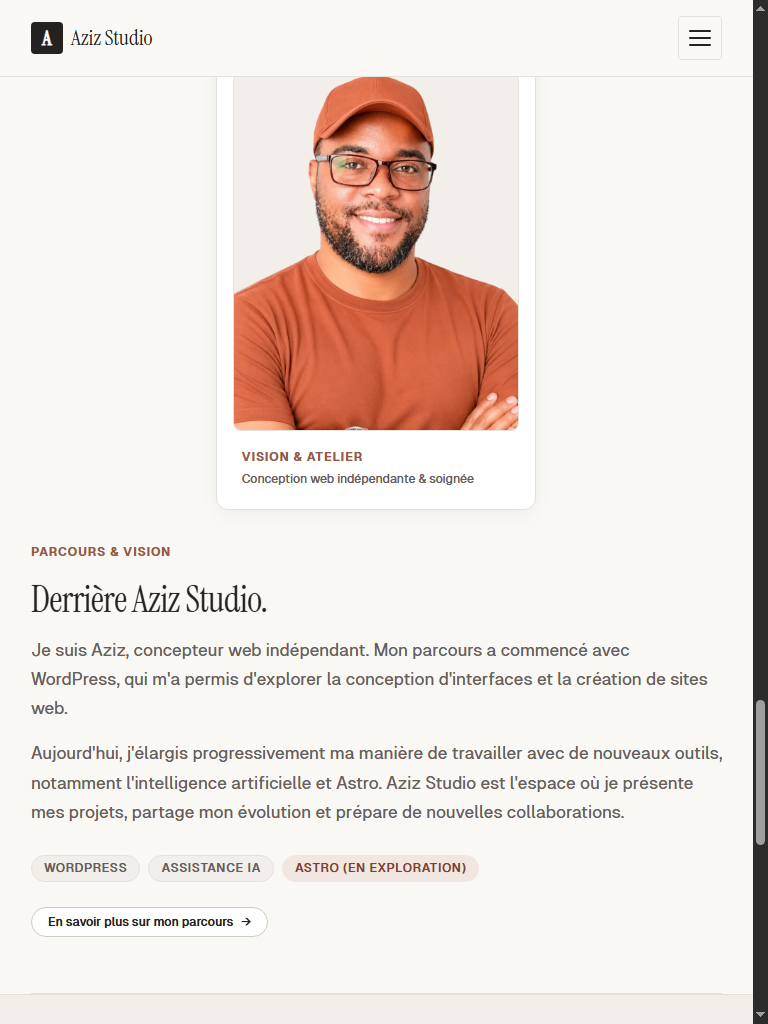 A Aziz Studio
VISION & ATELIER
Conception web indépendante & soignée
PARCOURS & VISION
Derrière Aziz Studio.
Je suis Aziz, concepteur web indépendant. Mon parcours a commencé avec
WordPress, qui m'a permis d'explorer la conception d'interfaces et la création de sites
web.
Aujourd'hui, j'élargis progressivement ma manière de travailler avec de nouveaux outils,
notamment l'intelligence artificielle et Astro. Aziz Studio est l'espace où je présente
mes projets, partage mon évolution et prépare de nouvelles collaborations.
WORDPRESS ASSISTANCE IA ASTRO (EN EXPLORATION)
En savoir plus sur mon parcours →